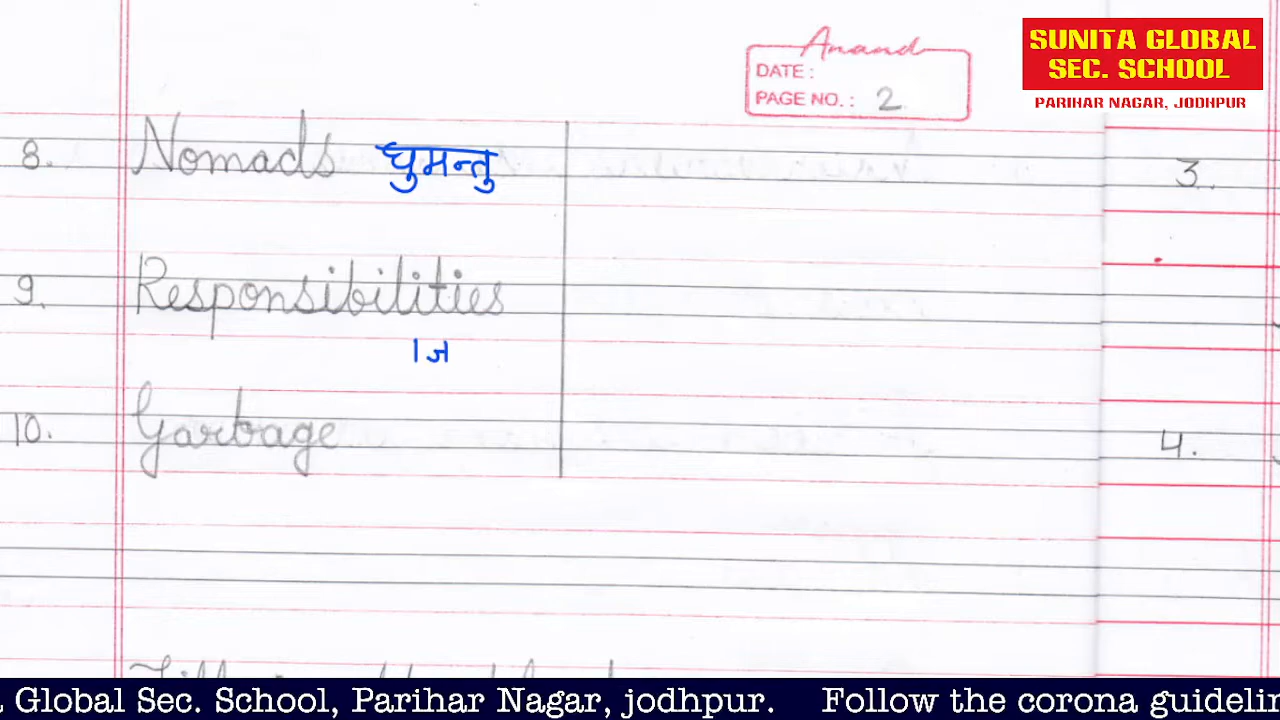 Anand
DATE :
PAGE NO. : 2
SUNITA GLOBAL
SEC. SCHOOL
PARIHAR NAGAR, JODHPUR
8. Nomads घुमन्तु
3.
9. Responsibilities
। ज
10. Garbage
4.
Global Sec. School, Parihar Nagar, jodhpur. Follow the corona